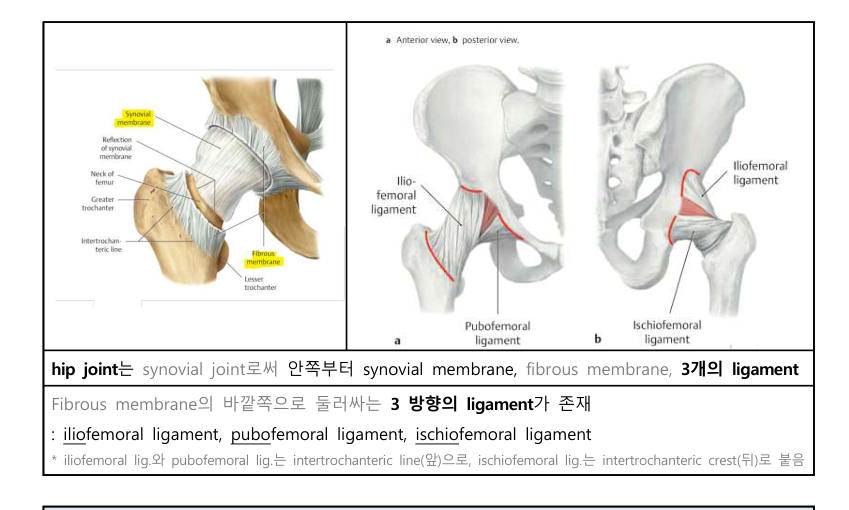 a Anterior view, b posterior view.
Synovial
membrane
Reflection
of synovial
membrane
Neck of
femur
Greater
trochanter
Intertrochan-
teric line
Fibrous
membrane
Lesser
trochanter
Ilio-
femoral
ligament
Pubofemoral
ligament
a
Iliofemoral
ligament
Ischiofemoral
ligament
b
hip joint는 synovial joint로써 안쪽부터 synovial membrane, fibrous membrane, 3개의 ligament
Fibrous membrane의 바깥쪽으로 둘러싸는 3 방향의 ligament가 존재
: iliofemoral ligament, pubofemoral ligament, ischiofemoral ligament
* iliofemoral lig.와 pubofemoral lig.는 intertrochanteric line(앞)으로, ischiofemoral lig.는 intertrochanteric crest(뒤)로 붙음